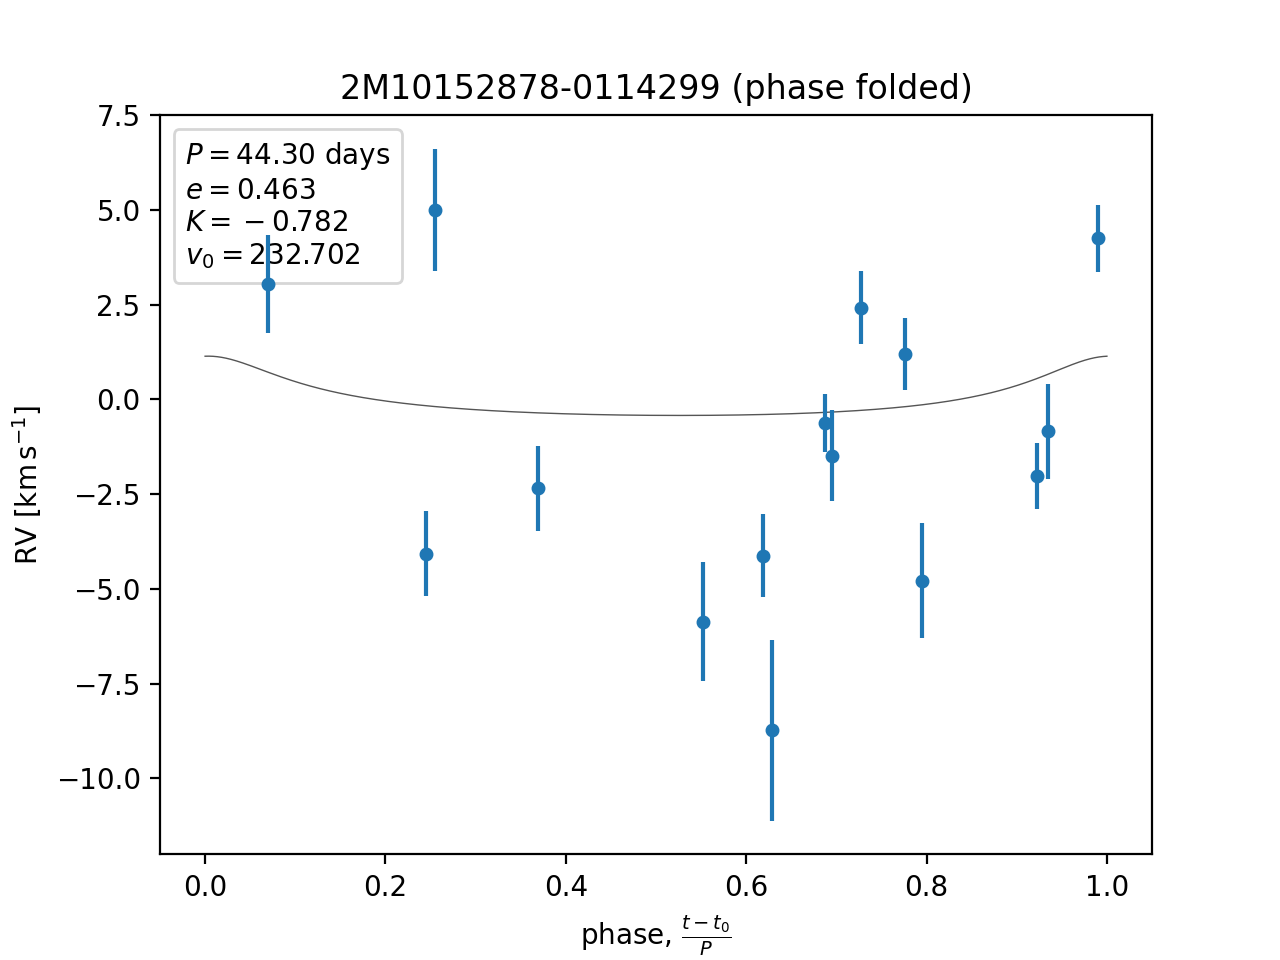 2M10152878-0114299 (phase folded)
P = 44.30 days
e = 0.463
K = −0.782
v₀ = 232.702
7.5
5.0
2.5
0.0
−2.5
−5.0
−7.5
−10.0
RV [km s⁻¹]
0.0 0.2 0.4 0.6 0.8 1.0
phase, (t − t₀)/P